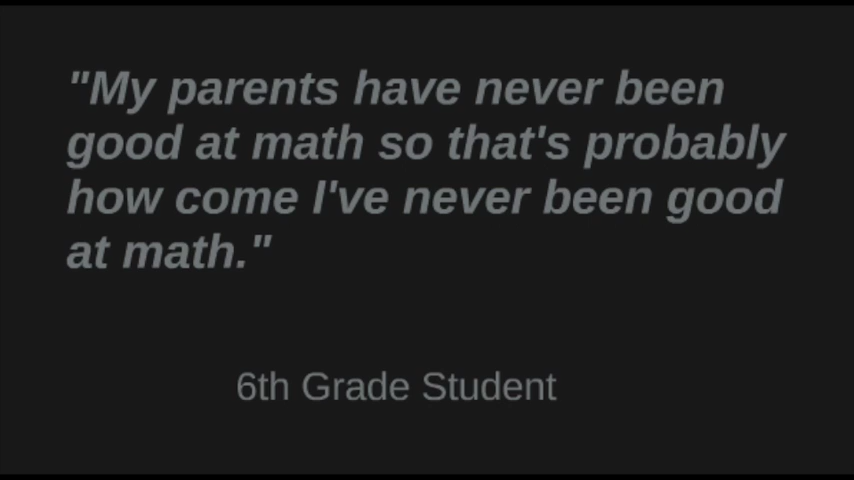 "My parents have never been
good at math so that's probably
how come I've never been good
at math."
6th Grade Student